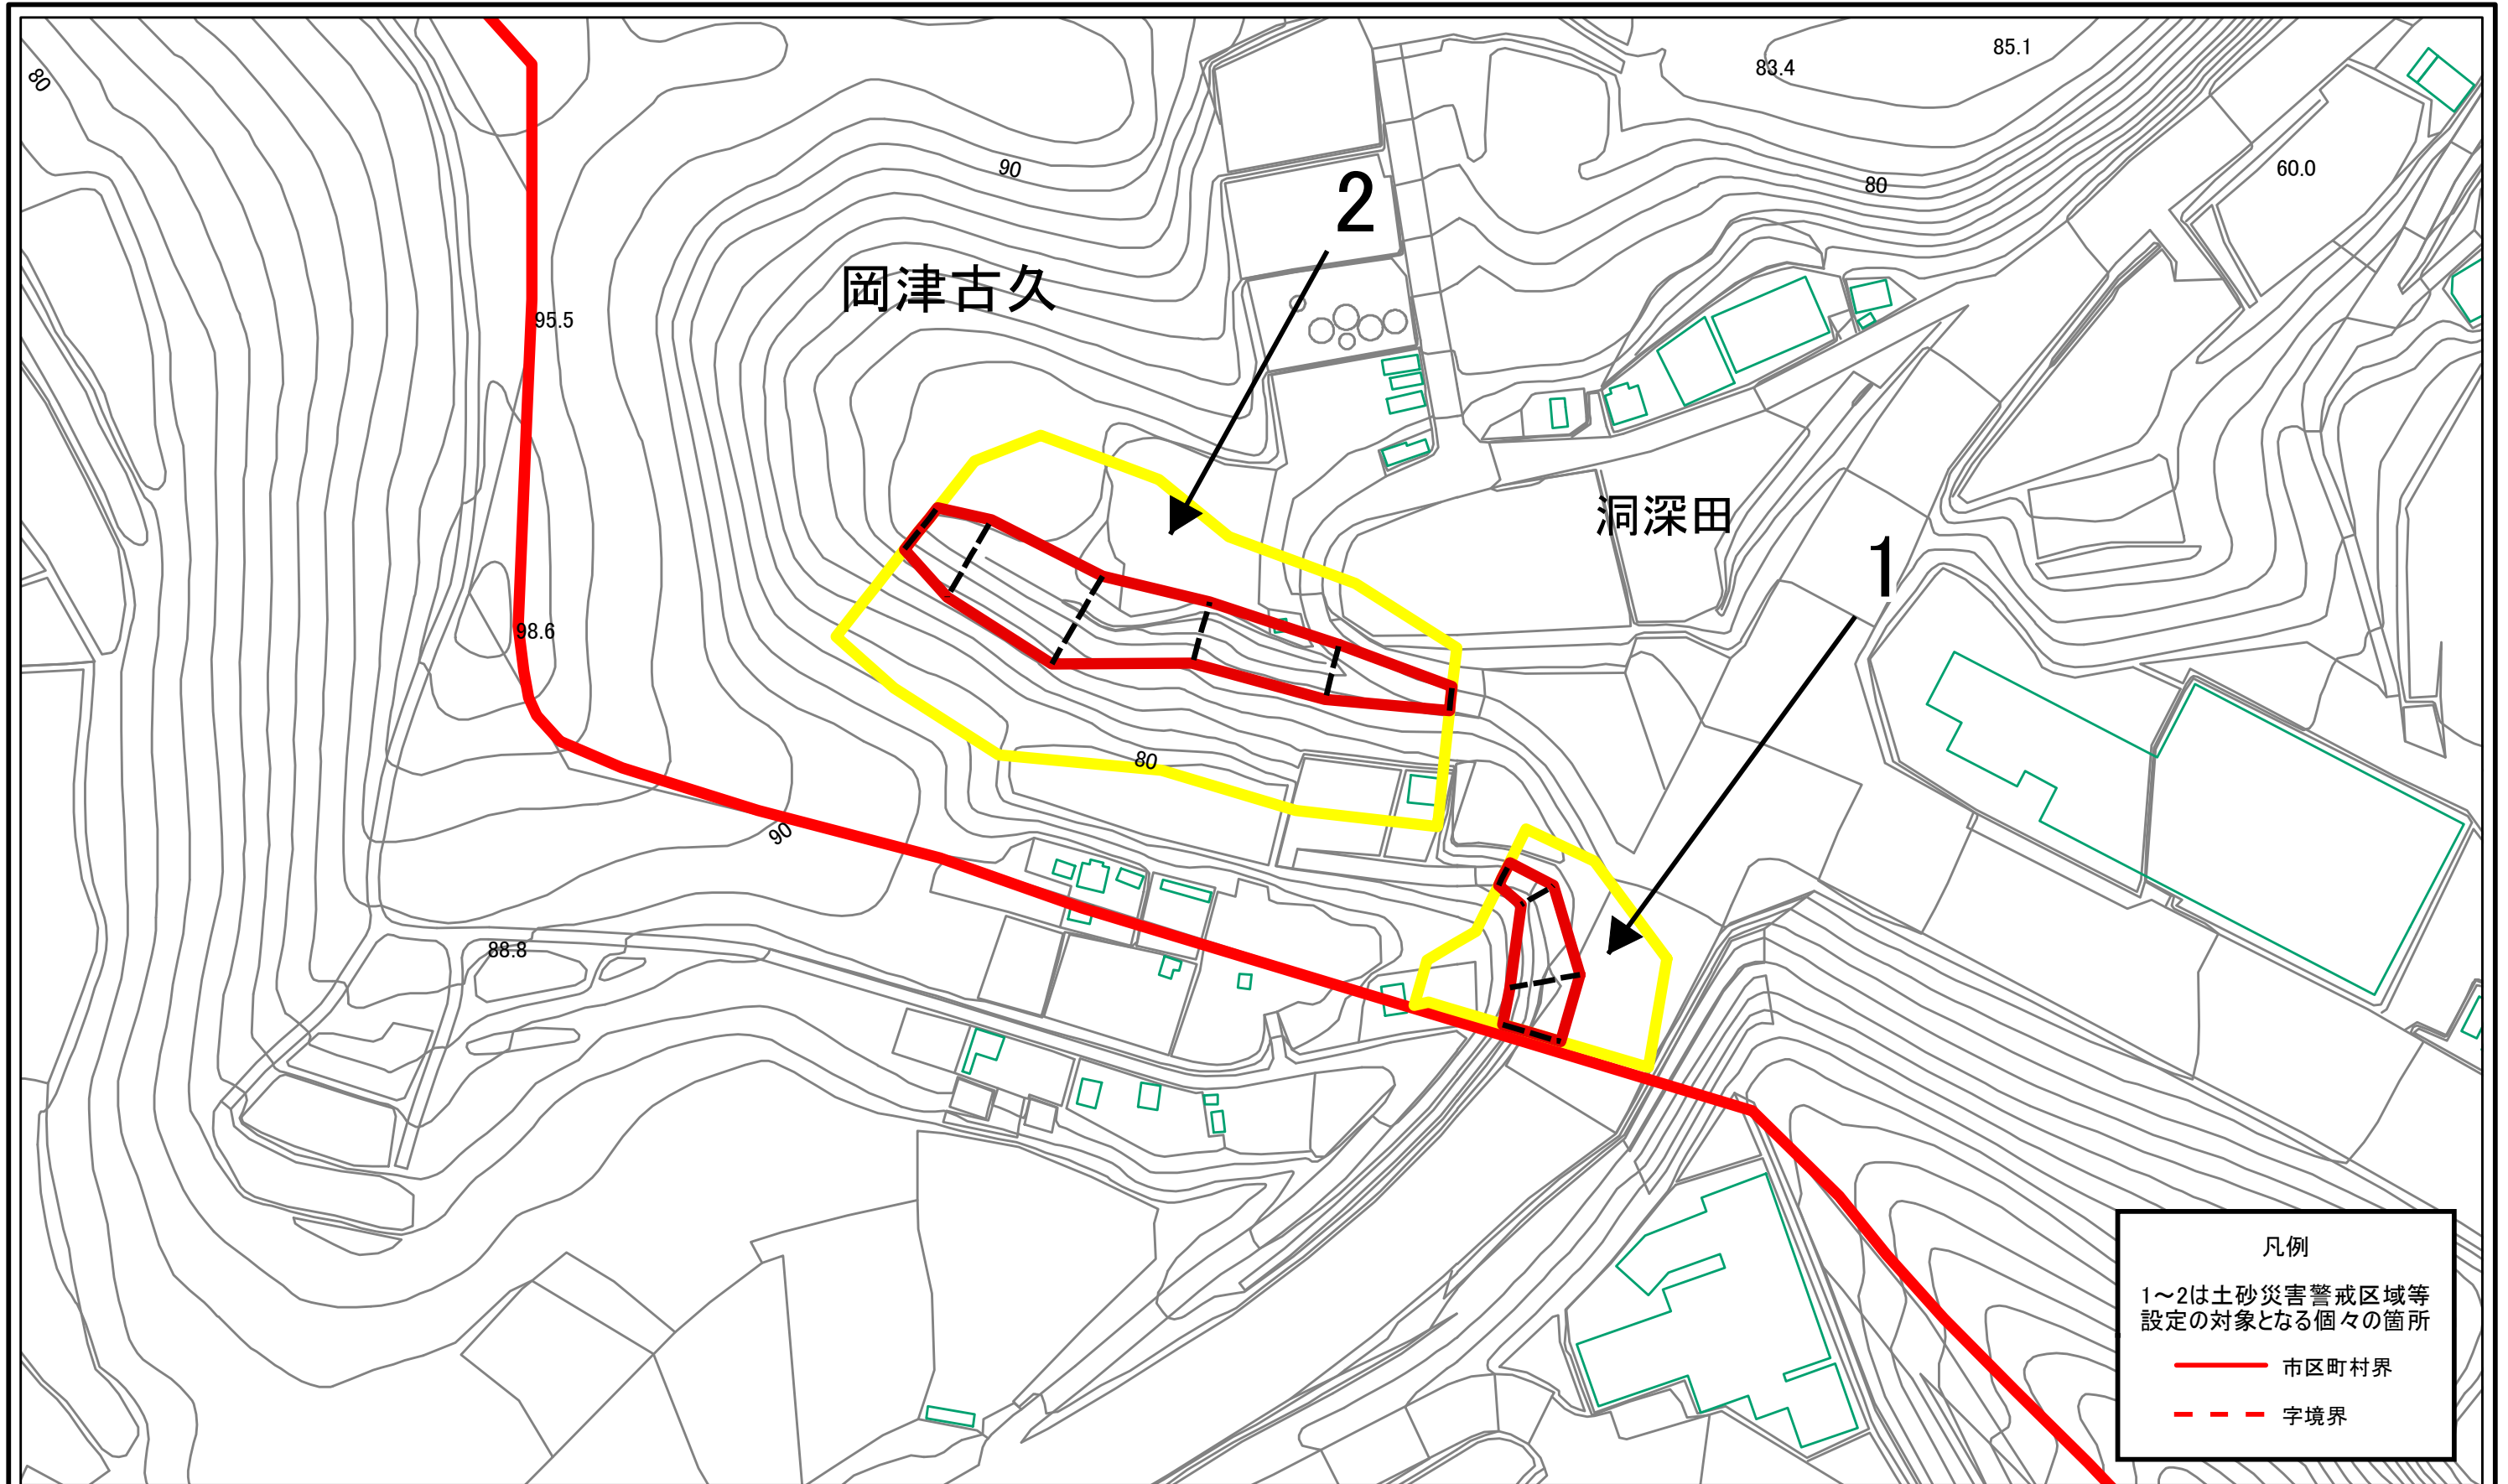 80
85.1
83.4
90
80
60.0
2
岡津古久
95.5
洞深田
1
98.6
80
90
88.8
凡例
1～2は土砂災害警戒区域等
設定の対象となる個々の箇所
市区町村界
字境界